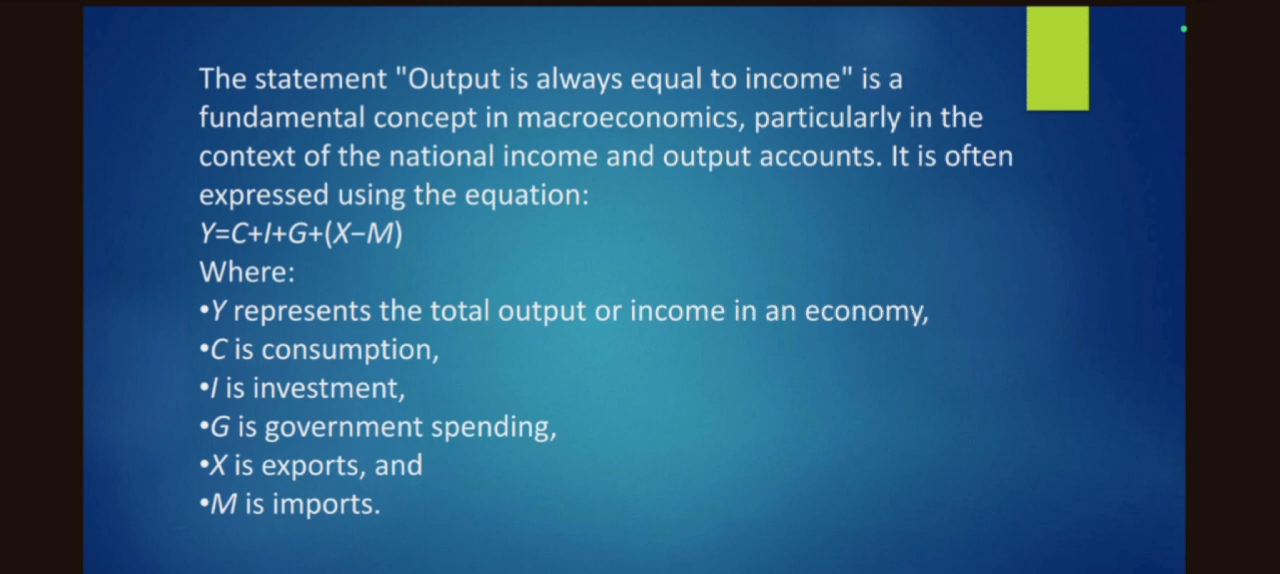 The statement "Output is always equal to income" is a
fundamental concept in macroeconomics, particularly in the
context of the national income and output accounts. It is often
expressed using the equation:
Y=C+I+G+(X−M)
Where:
•Y represents the total output or income in an economy,
•C is consumption,
•I is investment,
•G is government spending,
•X is exports, and
•M is imports.